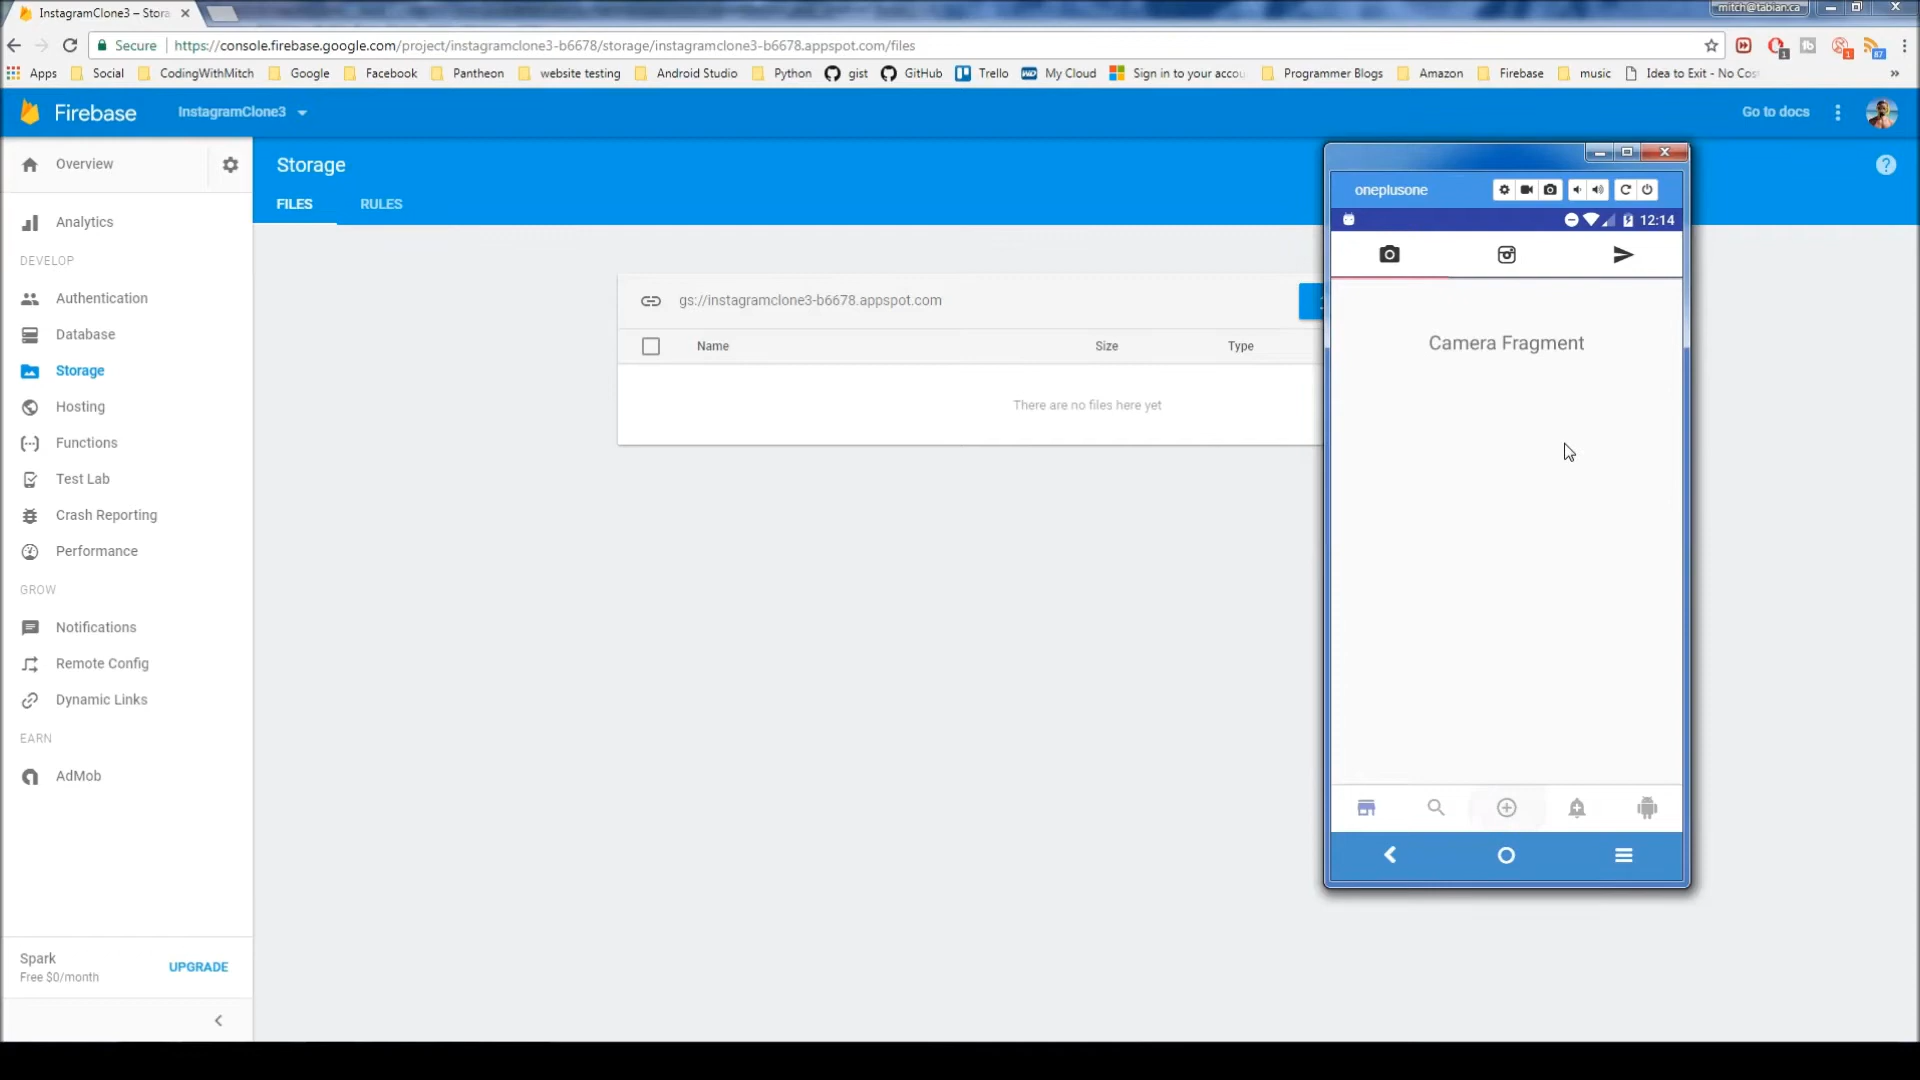 InstagramClone3 – Stora
mitch@tabian.ca
Secure
https://console.firebase.google.com/project/instagramclone3-b6678/storage/instagramclone3-b6678.appspot.com/files
1
1
87
Apps Social CodingWithMitch Google Facebook Pantheon website testing Android Studio Python gist GitHub Trello My Cloud Sign in to your accou Programmer Blogs Amazon Firebase music Idea to Exit - No Cos »
Firebase
InstagramClone3
Go to docs
Overview
Storage
FILES
RULES
Analytics
DEVELOP
Authentication
Database
Storage
Hosting
Functions
Test Lab
Crash Reporting
Performance
GROW
Notifications
Remote Config
Dynamic Links
EARN
AdMob
Spark
Free $0/month
UPGRADE
gs://instagramclone3-b6678.appspot.com
Name Size Type
There are no files here yet
oneplusone
12:14
Camera Fragment